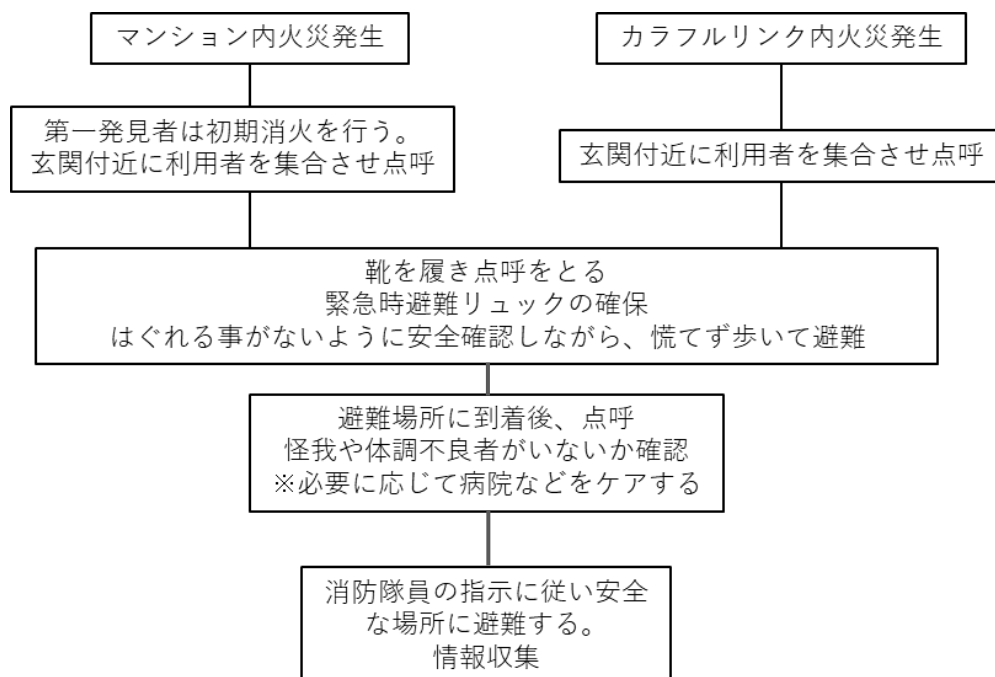 マンション内火災発生
カラフルリンク内火災発生
第一発見者は初期消火を行う。
玄関付近に利用者を集合させ点呼
玄関付近に利用者を集合させ点呼
靴を履き点呼をとる
緊急時避難リュックの確保
はぐれる事がないように安全確認しながら、慌てず歩いて避難
避難場所に到着後、点呼
怪我や体調不良者がいないか確認
※必要に応じて病院などをケアする
消防隊員の指示に従い安全
な場所に避難する。
情報収集